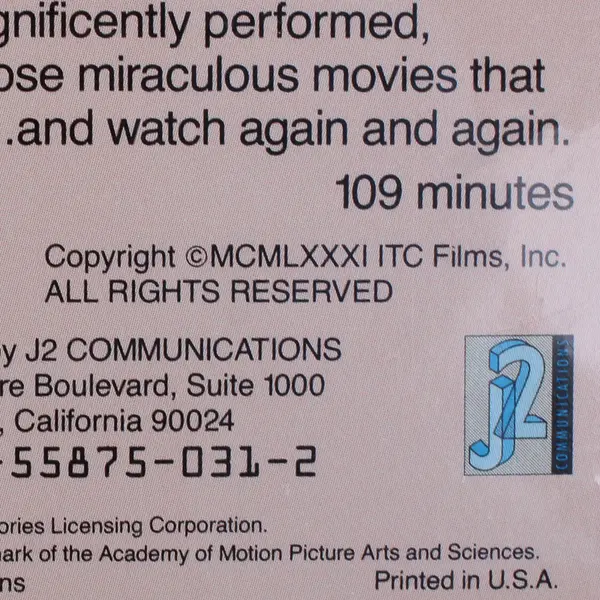 gnificently performed,
ose miraculous movies that
..and watch again and again.
109 minutes
Copyright ©MCMLXXXI ITC Films, Inc.
ALL RIGHTS RESERVED
y J2 COMMUNICATIONS
re Boulevard, Suite 1000
, California 90024
-55875-031-2
J2 COMMUNICATIONS
ories Licensing Corporation.
ark of the Academy of Motion Picture Arts and Sciences.
ns
Printed in U.S.A.